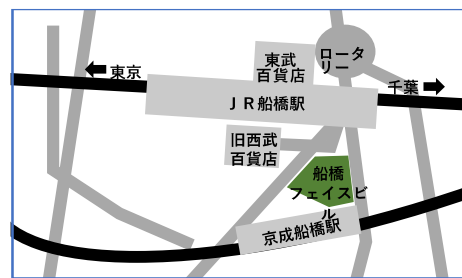 東武
百貨店
ロータ
リー
東京
千葉
ＪＲ船橋駅
旧西武
百貨店
船橋
フェイスビ
ル
京成船橋駅